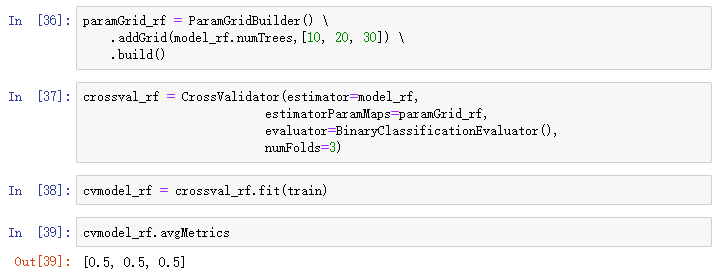 In [36]: paramGrid_rf = ParamGridBuilder() \
.addGrid(model_rf.numTrees,[10, 20, 30]) \
.build()
In [37]: crossval_rf = CrossValidator(estimator=model_rf,
estimatorParamMaps=paramGrid_rf,
evaluator=BinaryClassificationEvaluator(),
numFolds=3)
In [38]: cvmodel_rf = crossval_rf.fit(train)
In [39]: cvmodel_rf.avgMetrics
Out[39]: [0.5, 0.5, 0.5]